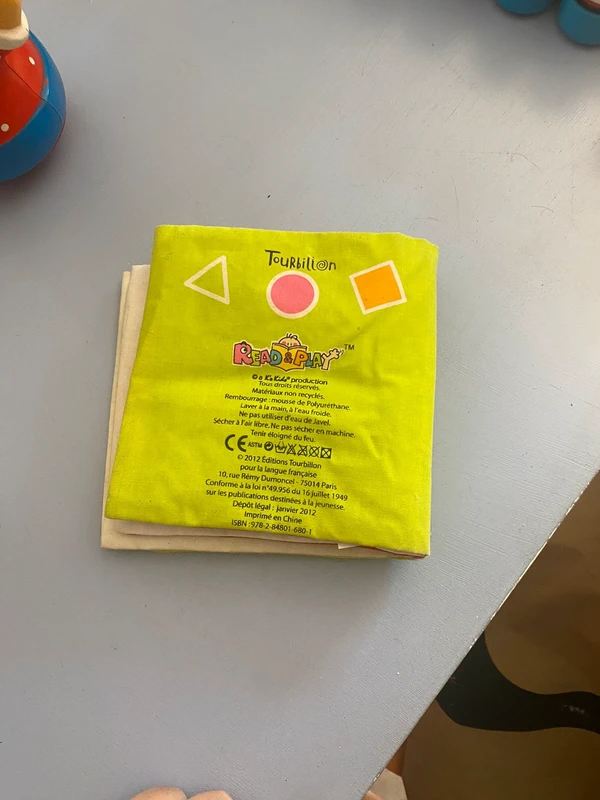 Tourbillon
READ & PLAY™
© a K's Kids® production
Tous droits réservés.
Matériaux non recyclés.
Rembourrage : mousse de Polyuréthane.
Laver à la main, à l'eau froide.
Ne pas utiliser d'eau de Javel.
Sécher à l'air libre. Ne pas sécher en machine.
Tenir éloigné du feu.
CE ASTM
© 2012 Éditions Tourbillon
pour la langue française
10, rue Rémy Dumoncel - 75014 Paris
Conforme à la loi n°49.956 du 16 juillet 1949
sur les publications destinées à la jeunesse.
Dépôt légal : janvier 2012
Imprimé en Chine
ISBN : 978-2-84801-680-1